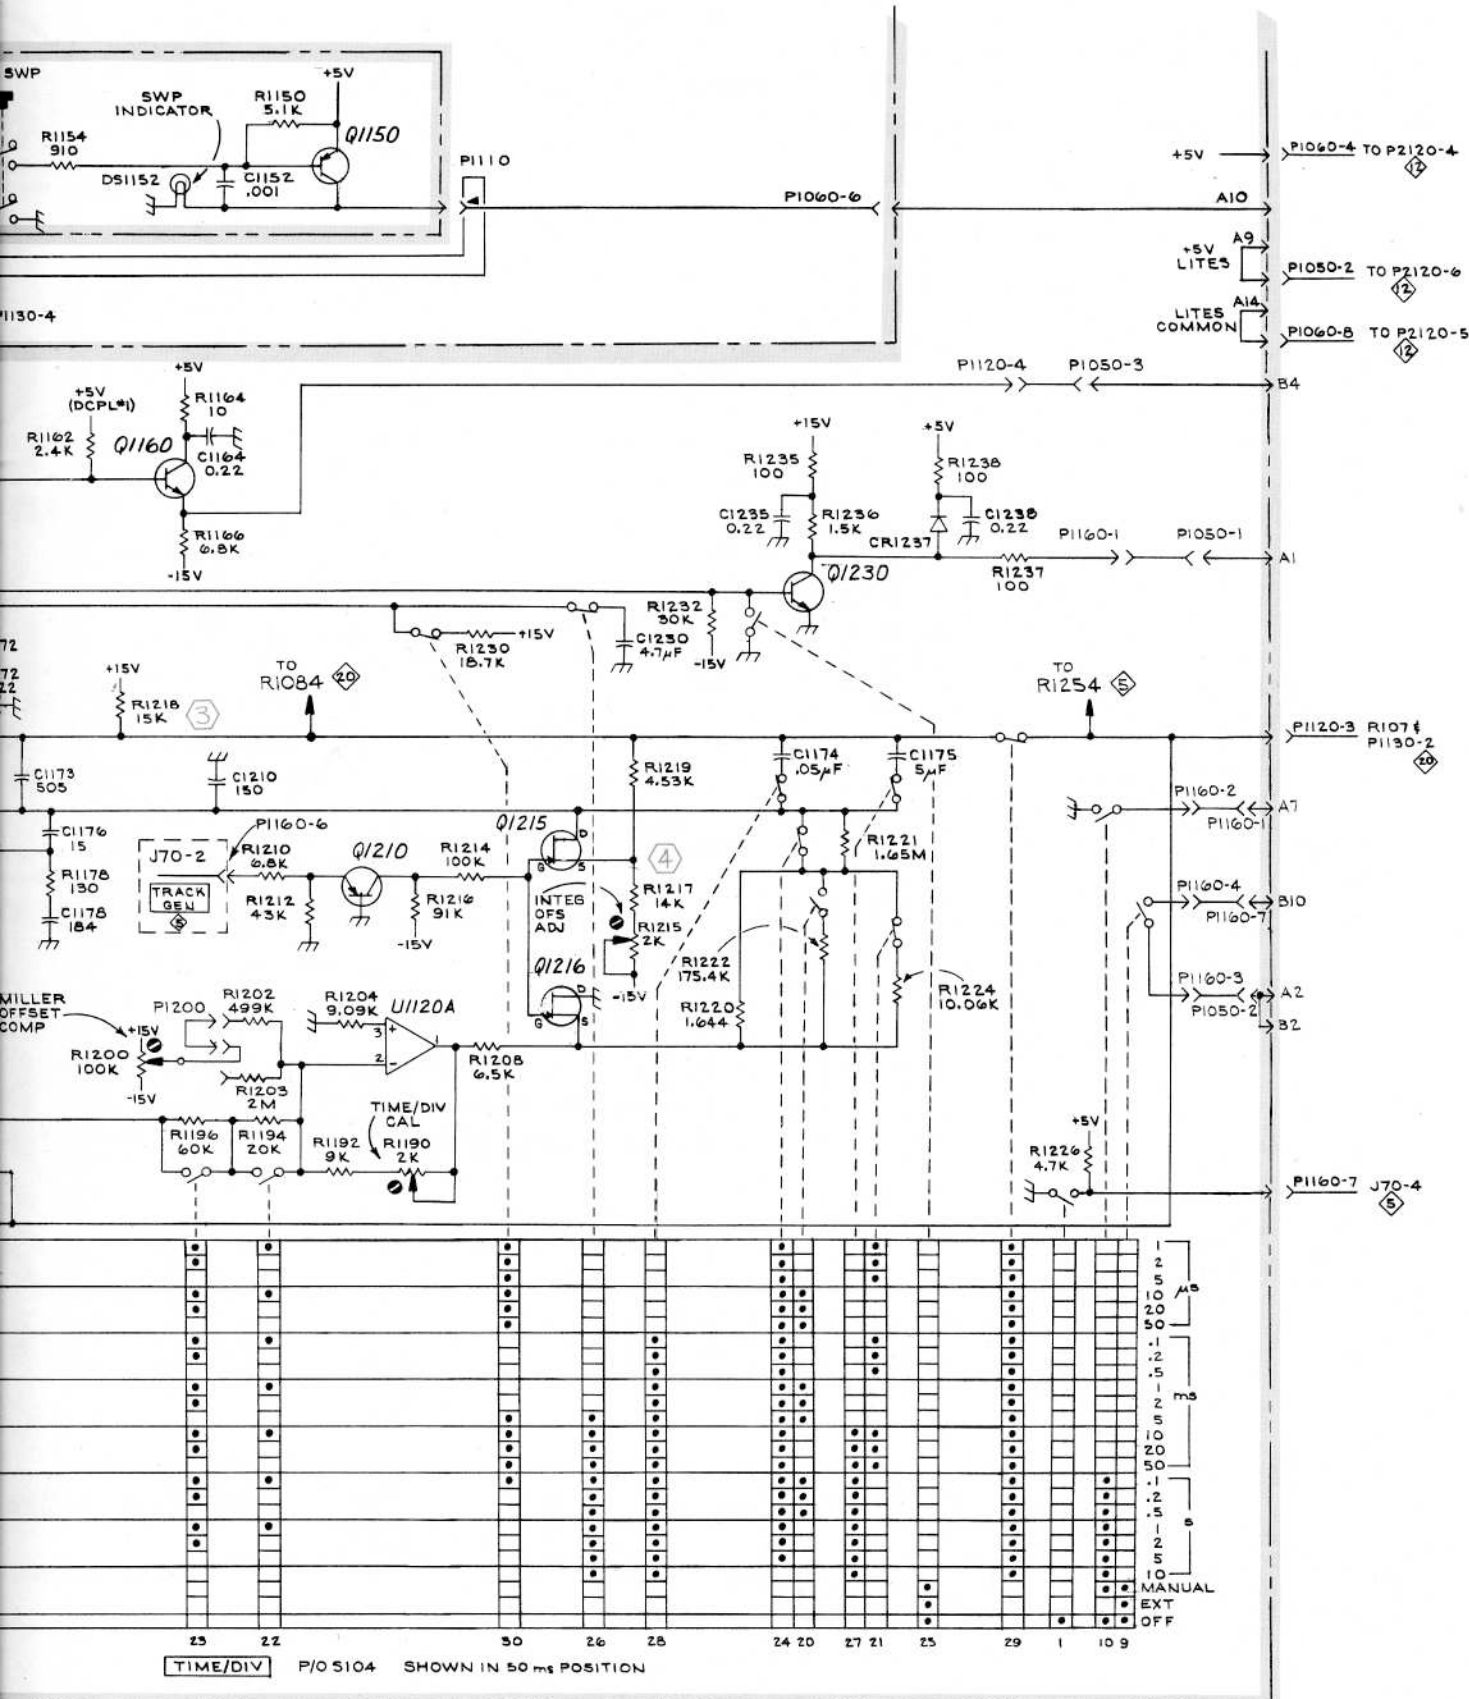 SWP
+5V
SWP
INDICATOR
R1150
5.1K
Q1150
R1154
910
DS1152
C1152
.001
P1110
P1060-6
+5V
P1060-4 TO P2120-4
12
A10
A9
+5V
LITES
P1050-2 TO P2120-6
12
A14
LITES
COMMON
P1060-8 TO P2120-5
12
P1130-4
+5V
R1164
10
+5V
(DCPL#1)
R1162
2.4K
Q1160
C1164
0.22
R1166
6.8K
-15V
P1120-4
P1050-3
B4
+15V
R1235
100
+5V
R1238
100
C1235
0.22
R1236
1.5K
C1238
0.22
CR1237
P1160-1
P1050-1
A1
R1237
100
Q1230
R1232
30K
-15V
C1230
4.7µF
R1230
18.7K
+15V
72
72
22
+15V
R1218
15K
3
TO
R1084 20
TO
R1254 5
P1120-3 R107 &
P1130-2
20
C1173
505
C1210
150
R1219
4.53K
C1174
.05µF
C1175
5µF
P1160-2
A7
P1160-1
C1176
15
R1178
130
C1178
184
J70-2
P1160-6
TRACK
GEN
5
R1210
6.8K
R1212
43K
Q1210
R1214
100K
R1216
91K
-15V
Q1215
D
G
S
4
INTEG
OFS
ADJ
R1217
14K
R1215
2K
-15V
R1221
1.65M
P1160-4
B10
P1160-7
Q1216
D
G
S
R1222
175.4K
R1220
1.644
R1224
10.06K
P1160-3
A2
P1050-2
B2
MILLER
OFFSET
COMP
+15V
R1200
100K
-15V
P1200
R1202
499K
R1203
2M
R1204
9.09K
3
+
2
-
1
U1120A
R1208
6.5K
R1196
60K
R1194
20K
R1192
9K
TIME/DIV
CAL
R1190
2K
+5V
R1226
4.7K
P1160-7 J70-4
5
1
2
5
10 µs
20
50
.1
.2
.5
1
2 ms
5
10
20
50
.1
.2
.5 s
1
2
5
10
MANUAL
EXT
OFF
23 22 30 26 28 24 20 27 21 25 29 1 10 9
TIME/DIV P/O S104 SHOWN IN 50 ms POSITION